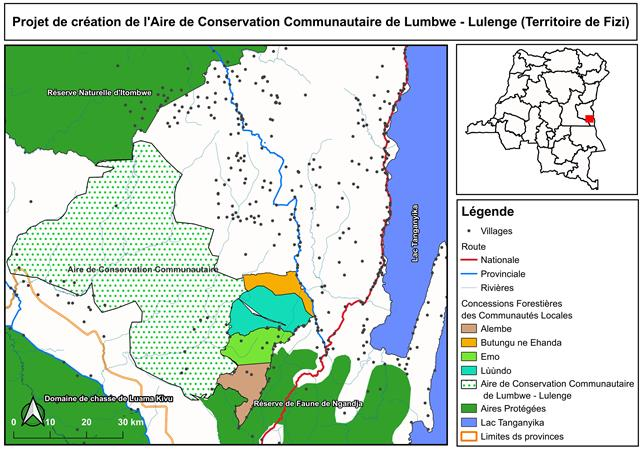 Projet de création de l'Aire de Conservation Communautaire de Lumbwe - Lulenge (Territoire de Fizi)
Réserve Naturelle d'Itombwe
Lac Tanganyika
Aire de Conservation Communautaire
Domaine de chasse de Luama Kivu
Réserve de Faune de Ngandja
0 10 20 30 km
Légende
Villages
Route
Nationale
Provinciale
Rivières
Concessions Forestières
des Communautés Locales
Alembe
Butungu ne Ehanda
Emo
Lùùndo
Aire de Conservation Communautaire
de Lumbwe - Lulenge
Aires Protégées
Lac Tanganyika
Limites ds provinces